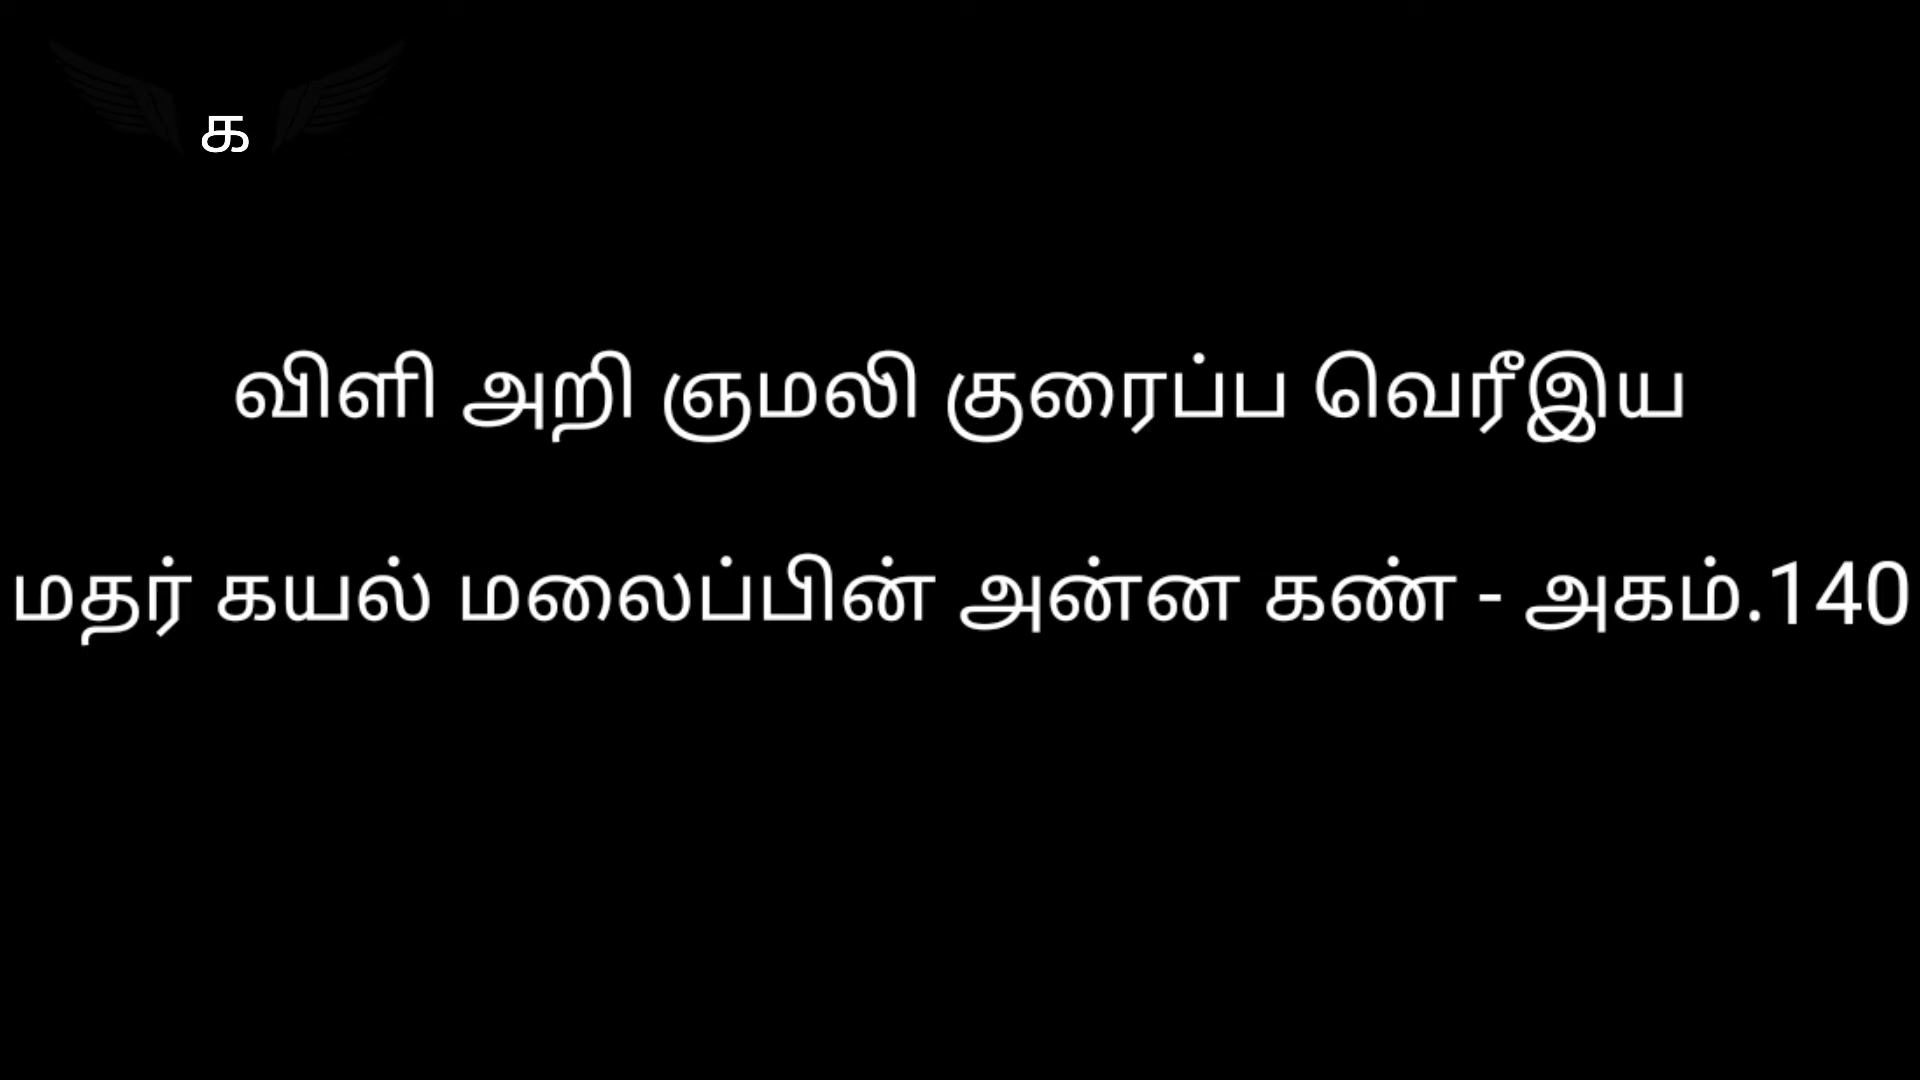 க
விளி அறி ஞமலி குரைப்ப வெரீஇய
மதர் கயல் மலைப்பின் அன்ன கண் - அகம்.140